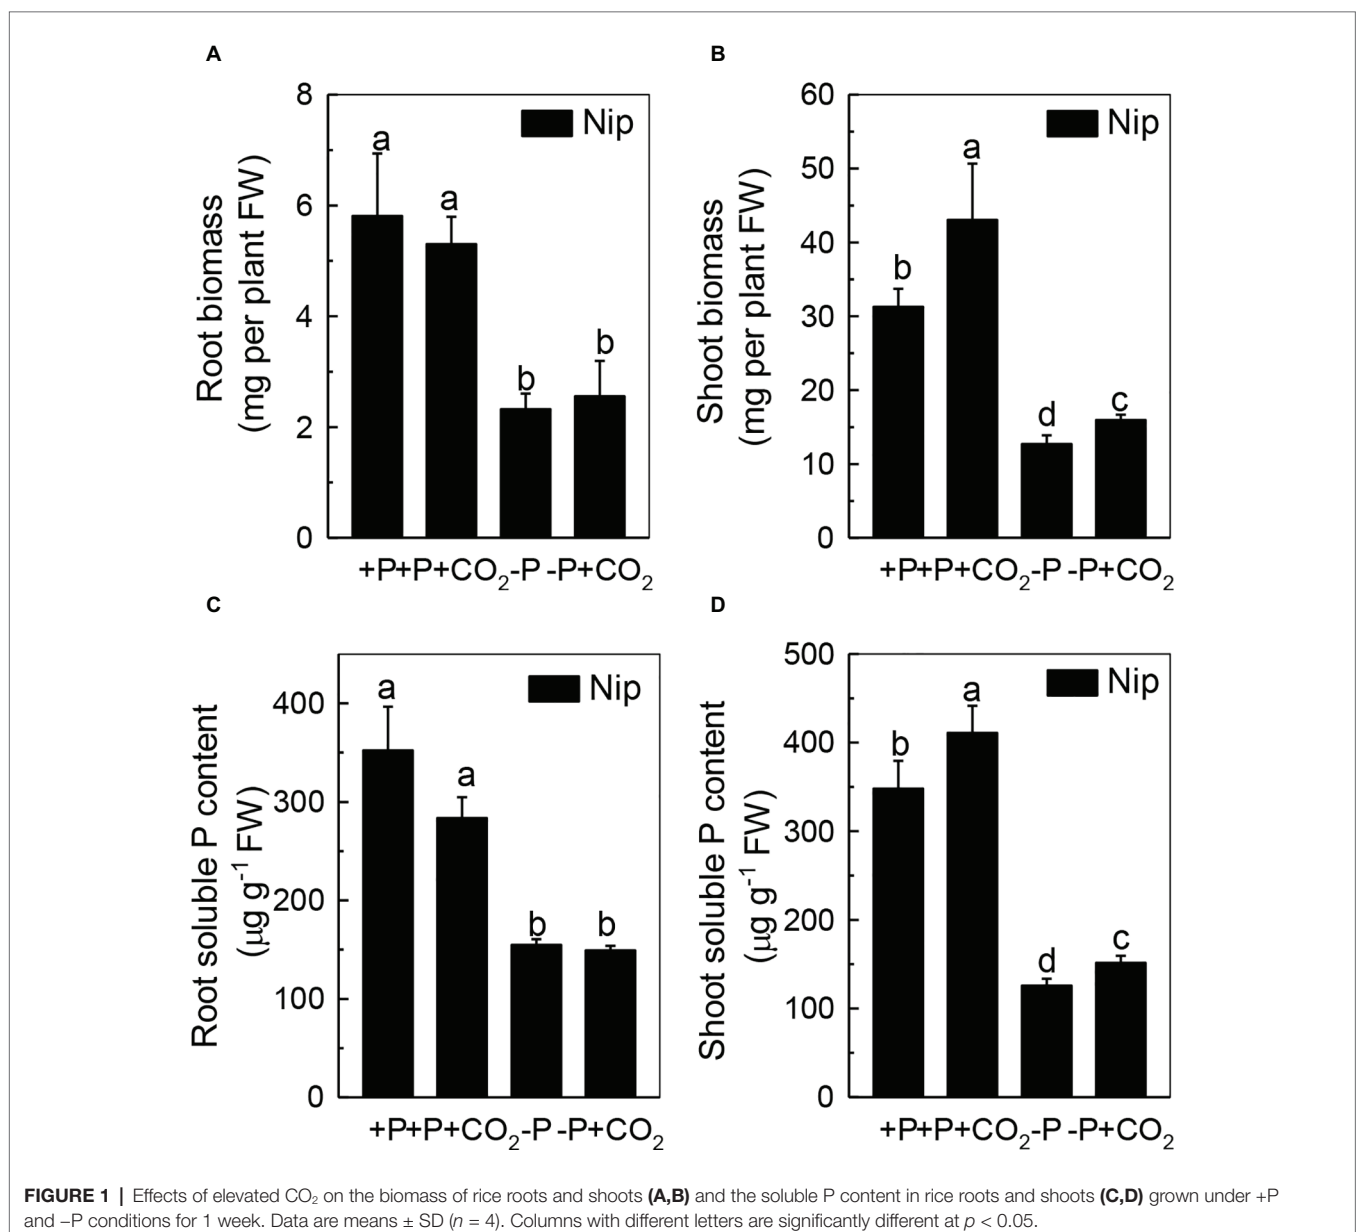 A
8
6
4
2
0
Root biomass
(mg per plant FW)
Nip
a
a
b
b
+P+P+CO₂-P -P+CO₂
B
60
50
40
30
20
10
0
Shoot biomass
(mg per plant FW)
Nip
b
a
d
c
+P+P+CO₂-P -P+CO₂
C
400
300
200
100
0
Root soluble P content
(μg g⁻¹ FW)
Nip
a
a
b
b
+P+P+CO₂-P -P+CO₂
D
500
400
300
200
100
0
Shoot soluble P content
(μg g⁻¹ FW)
Nip
b
a
d
c
+P+P+CO₂-P -P+CO₂
FIGURE 1 | Effects of elevated CO₂ on the biomass of rice roots and shoots (A,B) and the soluble P content in rice roots and shoots (C,D) grown under +P
and −P conditions for 1 week. Data are means ± SD (n = 4). Columns with different letters are significantly different at p < 0.05.